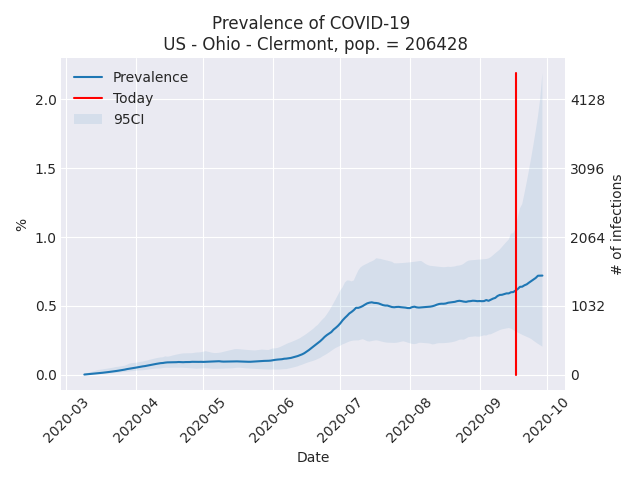 Prevalence of COVID-19
US - Ohio - Clermont, pop. = 206428
Prevalence
Today
95CI
2.0
1.5
1.0
0.5
0.0
%
4128
3096
2064
1032
0
# of infections
2020-03
2020-04
2020-05
2020-06
2020-07
2020-08
2020-09
2020-10
Date